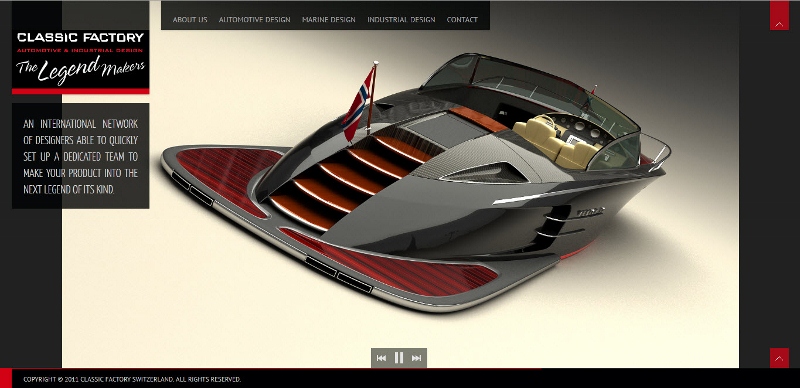 ABOUT US AUTOMOTIVE DESIGN MARINE DESIGN INDUSTRIAL DESIGN CONTACT
CLASSIC FACTORY
AUTOMOTIVE & INDUSTRIAL DESIGN
The Legend Makers
AN INTERNATIONAL NETWORK
OF DESIGNERS ABLE TO QUICKLY
SET UP A DEDICATED TEAM TO
MAKE YOUR PRODUCT INTO THE
NEXT LEGEND OF ITS KIND.
COPYRIGHT © 2011 CLASSIC FACTORY SWITZERLAND. ALL RIGHTS RESERVED.